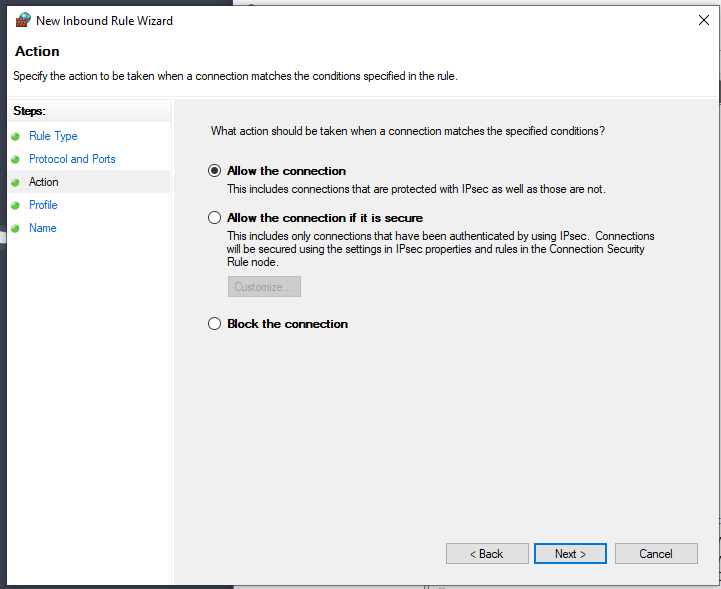 New Inbound Rule Wizard
Action
Specify the action to be taken when a connection matches the conditions specified in the rule.
Steps:
Rule Type
Protocol and Ports
Action
Profile
Name
What action should be taken when a connection matches the specified conditions?
Allow the connection
This includes connections that are protected with IPsec as well as those are not.
Allow the connection if it is secure
This includes only connections that have been authenticated by using IPsec. Connections
will be secured using the settings in IPsec properties and rules in the Connection Security
Rule node.
Customize...
Block the connection
< Back
Next >
Cancel